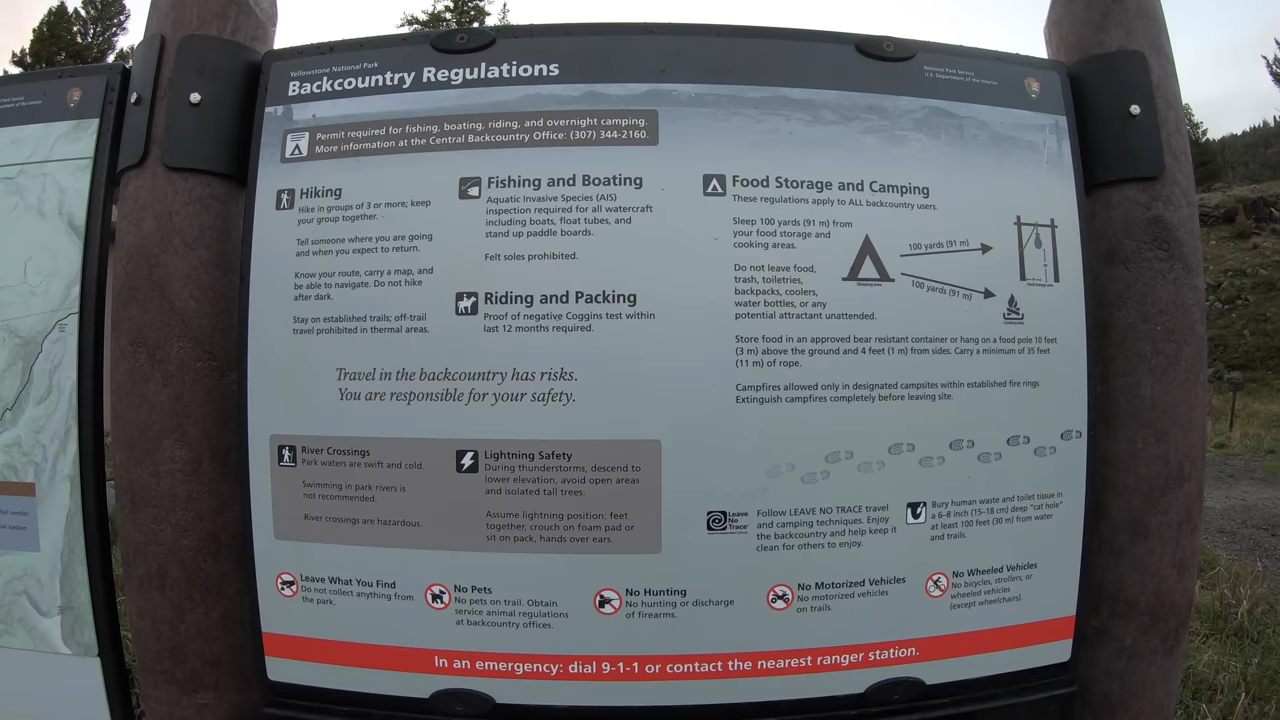 Yellowstone National Park
Backcountry Regulations
National Park Service
U.S. Department of the Interior
Permit required for fishing, boating, riding, and overnight camping.
More information at the Central Backcountry Office: (307) 344-2160.
Hiking
Hike in groups of 3 or more; keep
your group together.
Tell someone where you are going
and when you expect to return.
Know your route, carry a map, and
be able to navigate. Do not hike
after dark.
Stay on established trails; off-trail
travel prohibited in thermal areas.
Fishing and Boating
Aquatic Invasive Species (AIS)
inspection required for all watercraft
including boats, float tubes, and
stand up paddle boards.
Felt soles prohibited.
Riding and Packing
Proof of negative Coggins test within
last 12 months required.
Travel in the backcountry has risks.
You are responsible for your safety.
River Crossings
Park waters are swift and cold.
Swimming in park rivers is
not recommended.
River crossings are hazardous.
Lightning Safety
During thunderstorms, descend to
lower elevation, avoid open areas
and isolated tall trees.
Assume lightning position: feet
together, crouch on foam pad or
sit on pack, hands over ears.
Food Storage and Camping
These regulations apply to ALL backcountry users.
Sleep 100 yards (91 m) from
your food storage and
cooking areas.
Do not leave food,
trash, toiletries,
backpacks, coolers,
water bottles, or any
potential attractant unattended.
100 yards (91 m)
100 yards (91 m)
Sleeping area
Food storage area
Cooking area
Store food in an approved bear resistant container or hang on a food pole 10 feet
(3 m) above the ground and 4 feet (1 m) from sides. Carry a minimum of 35 feet
(11 m) of rope.
Campfires allowed only in designated campsites within established fire rings.
Extinguish campfires completely before leaving site.
Leave
No
Trace
Follow LEAVE NO TRACE travel
and camping techniques. Enjoy
the backcountry and help keep it
clean for others to enjoy.
Bury human waste and toilet tissue in
a 6–8 inch (15–18 cm) deep "cat hole"
at least 100 feet (30 m) from water
and trails.
Leave What You Find
Do not collect anything from
the park.
No Pets
No pets on trail. Obtain
service animal regulations
at backcountry offices.
No Hunting
No hunting or discharge
of firearms.
No Motorized Vehicles
No motorized vehicles
on trails.
No Wheeled Vehicles
No bicycles, strollers, or
wheeled vehicles
(except wheelchairs).
In an emergency: dial 9-1-1 or contact the nearest ranger station.